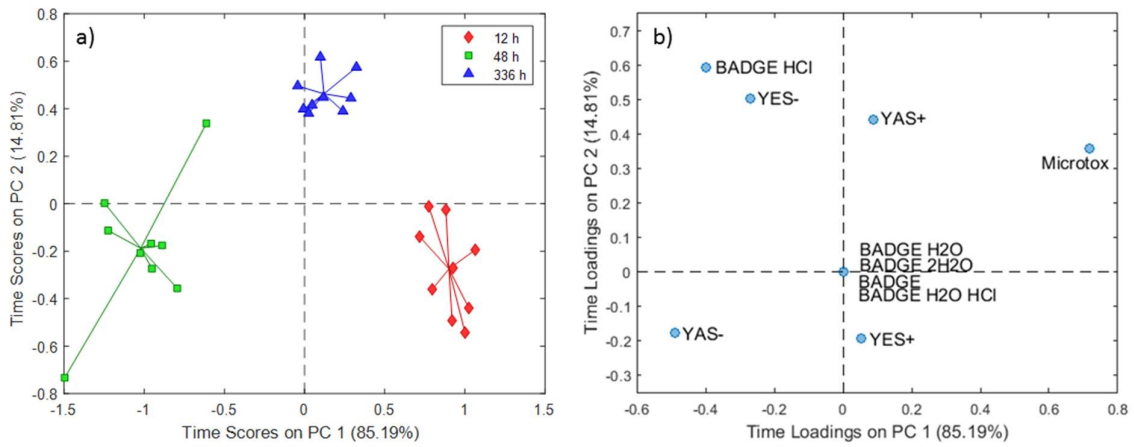 a)
12 h
48 h
336 h
0.8
0.6
0.4
0.2
0
-0.2
-0.4
-0.6
-0.8
-1.5
-1
-0.5
0
0.5
1
1.5
Time Scores on PC 2 (14.81%)
Time Scores on PC 1 (85.19%)
b)
BADGE HCl
YES-
YAS+
Microtox
BADGE H2O
BADGE 2H2O
BADGE
BADGE H2O HCl
YAS-
YES+
0.7
0.6
0.5
0.4
0.3
0.2
0.1
0
-0.1
-0.2
-0.3
-0.6
-0.4
-0.2
0
0.2
0.4
0.6
0.8
Time Loadings on PC 2 (14.81%)
Time Loadings on PC 1 (85.19%)